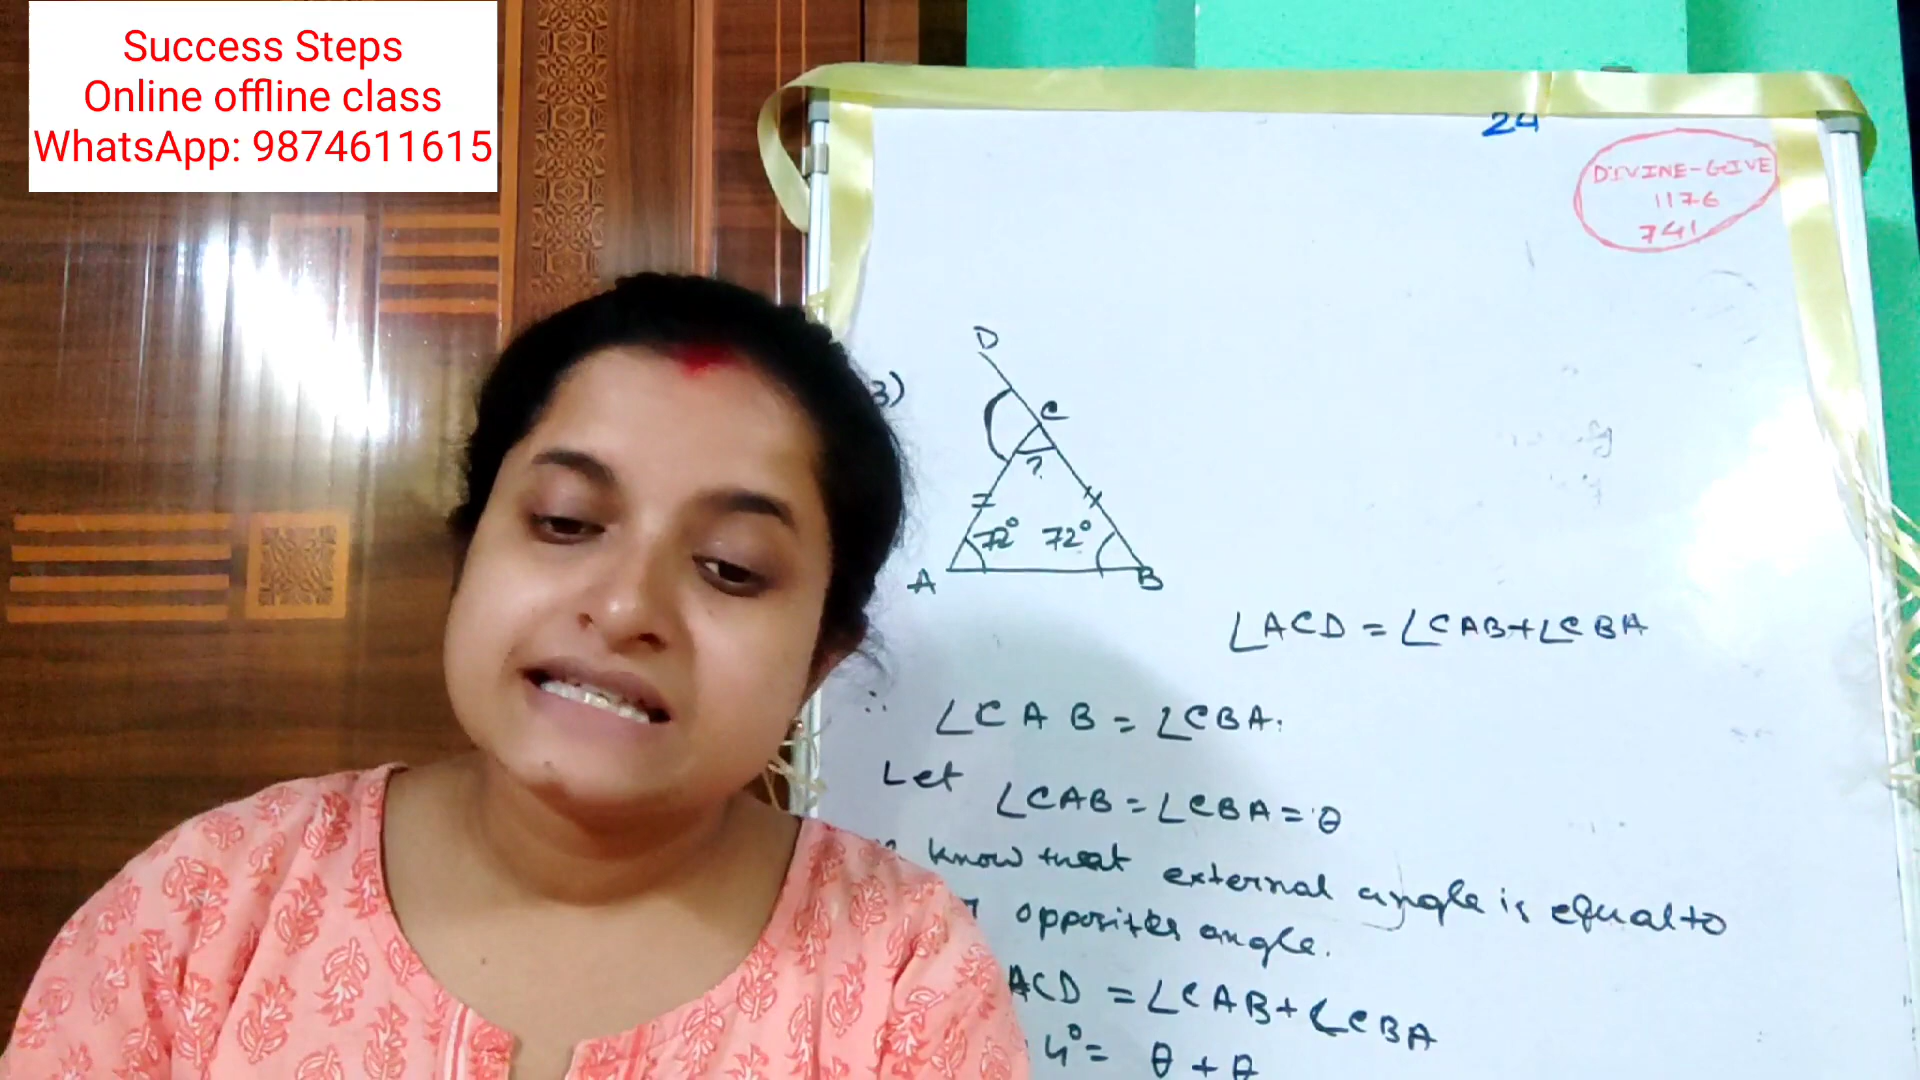 Success Steps
Online offline class
WhatsApp: 9874611615
24
DIVINE-GIVE
1176
741
D
3)
C
?
72° 72°
A B
∠ACD = ∠CAB+∠CBA
∴ ∠CAB = ∠CBA.
Let ∠CAB = ∠CBA = θ
know that external angle is equal to
opposites angle.
ACD = ∠CAB + ∠CBA
4° = θ + θ